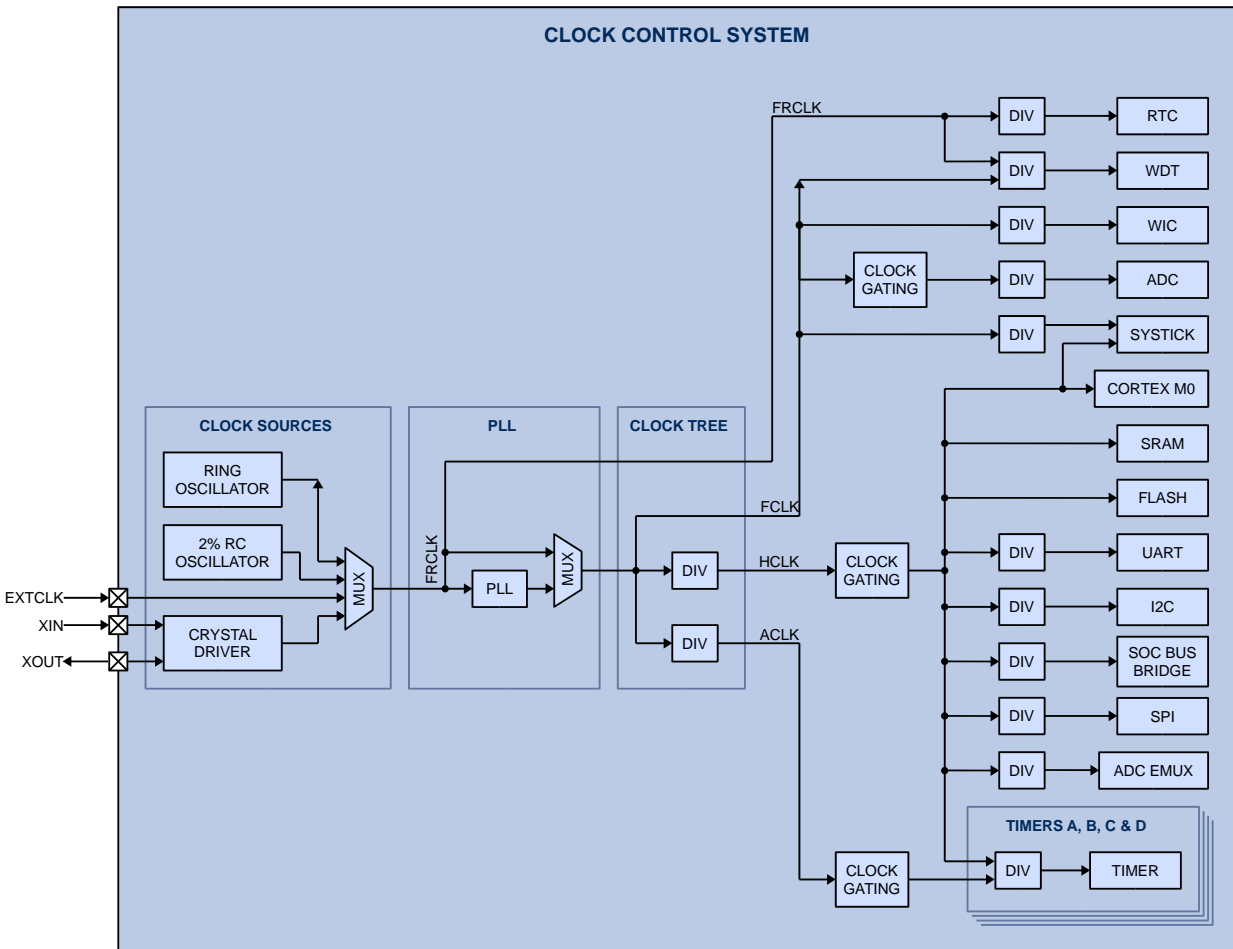 CLOCK CONTROL SYSTEM
FRCLK
DIV
RTC
DIV
WDT
DIV
WIC
CLOCK
GATING
DIV
ADC
DIV
SYSTICK
CORTEX M0
SRAM
FLASH
CLOCK SOURCES
RING
OSCILLATOR
2% RC
OSCILLATOR
MUX
EXTCLK
XIN
XOUT
CRYSTAL
DRIVER
PLL
FRCLK
PLL
MUX
CLOCK TREE
FCLK
DIV
HCLK
DIV
ACLK
CLOCK
GATING
DIV
UART
DIV
I2C
DIV
SOC BUS
BRIDGE
DIV
SPI
DIV
ADC EMUX
TIMERS A, B, C & D
CLOCK
GATING
DIV
TIMER